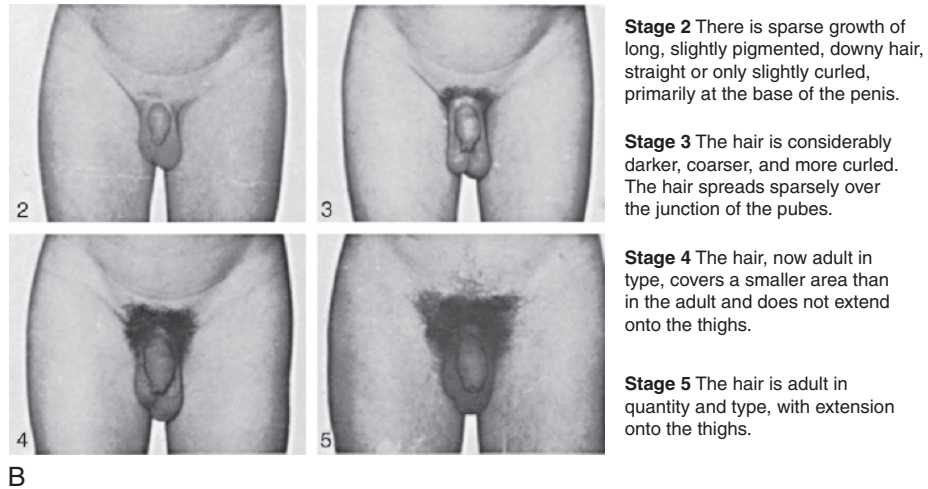 Stage 2 There is sparse growth of
long, slightly pigmented, downy hair,
straight or only slightly curled,
primarily at the base of the penis.
Stage 3 The hair is considerably
darker, coarser, and more curled.
The hair spreads sparsely over
the junction of the pubes.
Stage 4 The hair, now adult in
type, covers a smaller area than
in the adult and does not extend
onto the thighs.
Stage 5 The hair is adult in
quantity and type, with extension
onto the thighs.
2
3
4
5
B